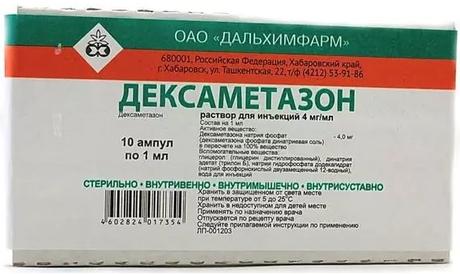 ОАО «ДАЛЬХИМФАРМ»
680001, Российская Федерация, Хабаровский край,
г. Хабаровск, ул. Ташкентская, 22, т/ф (4212) 53-91-86
ДЕКСАМЕТАЗОН
Дексаметазон
раствор для инъекций 4 мг/мл
10 ампул
по 1 мл
Состав на 1 мл
Активное вещество:
Дексаметазона натрия фосфат - 4,0 мг
(дексаметазона фосфата динатриевая соль)
в пересчете на 100% вещество
Вспомогательные вещества:
глицерол (глицерин дистиллированный), динатрия
эдетат (трилон Б), натрия гидрофосфата додекагидрат
(натрий фосфорнокислый двузамещенный 12-водный),
вода для инъекций
СТЕРИЛЬНО • ВНУТРИВЕННО • ВНУТРИМЫШЕЧНО • ВНУТРИСУСТАВНО
Хранить в защищенном от света месте
при температуре от 5 до 25°С
Хранить в недоступном для детей месте
Применять по назначению врача
Отпускается по рецепту врача
Следуйте прилагаемой инструкции по применению
ЛП-001203
4602824017354